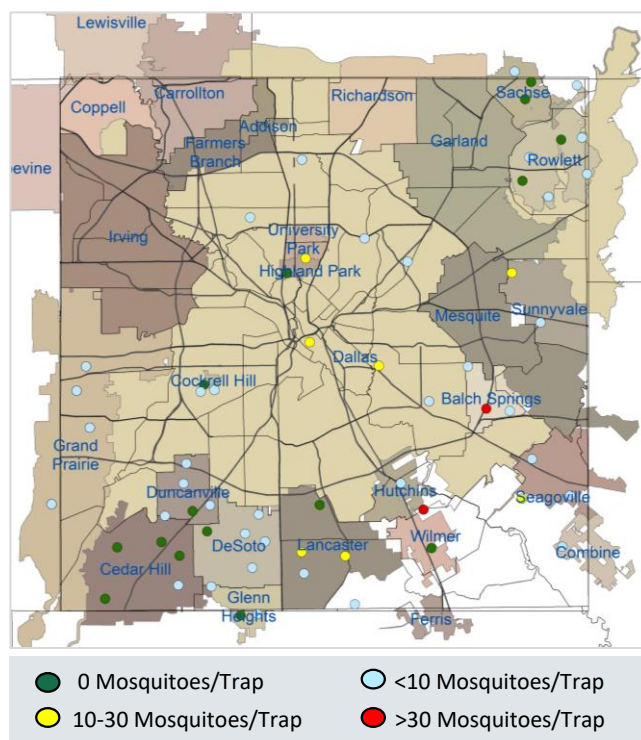 Lewisville
Coppell
Carrollton
Addison
Richardson
Sachse
Farmers
Branch
Garland
Rowlett
evine
Irving
University
Park
Highland Park
Mesquite
Sunnyvale
Dallas
Cockrell Hill
Balch Springs
Grand
Prairie
Duncanville
Hutchins
Seagoville
DeSoto
Lancaster
Wilmer
Combine
Cedar Hill
Glenn
Heights
Ferris
0 Mosquitoes/Trap
<10 Mosquitoes/Trap
10-30 Mosquitoes/Trap
>30 Mosquitoes/Trap